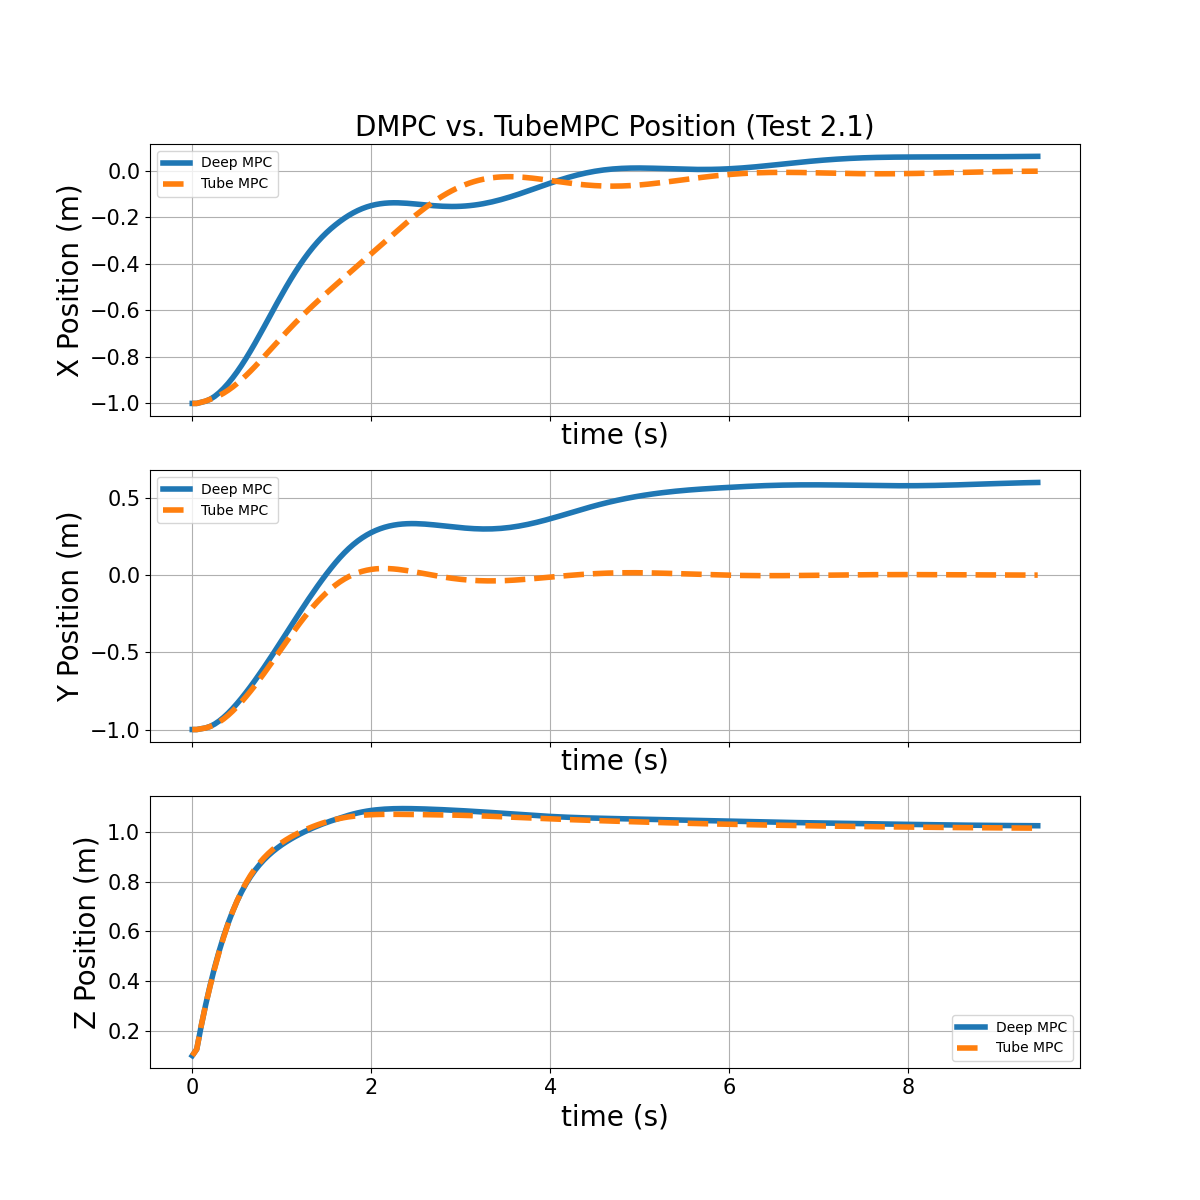 DMPC vs. TubeMPC Position (Test 2.1)
Deep MPC
Tube MPC
0.0
−0.2
−0.4
−0.6
−0.8
−1.0
X Position (m)
time (s)
Deep MPC
Tube MPC
0.5
0.0
−0.5
−1.0
Y Position (m)
time (s)
1.0
0.8
0.6
0.4
0.2
Z Position (m)
Deep MPC
Tube MPC
0 2 4 6 8
time (s)